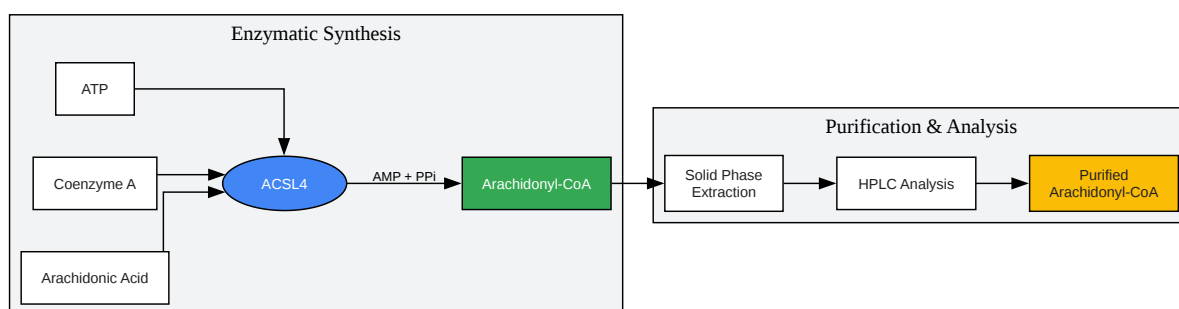 Enzymatic Synthesis
ATP
Coenzyme A
Arachidonic Acid
ACSL4
AMP + PPi
Arachidonyl-CoA
Purification & Analysis
Solid Phase
Extraction
HPLC Analysis
Purified
Arachidonyl-CoA